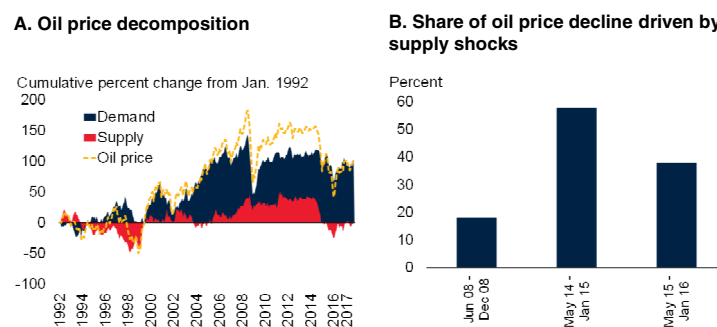 A. Oil price decomposition
Cumulative percent change from Jan. 1992
200
150
100
50
0
-50
-100
Demand
Supply
Oil price
1992
1994
1996
1998
2000
2002
2004
2006
2008
2010
2012
2014
2016
2017
B. Share of oil price decline driven by
supply shocks
Percent
60
50
40
30
20
10
0
Jun 08 -
Dec 08
May 14 -
Jan 15
May 15 -
Jan 16